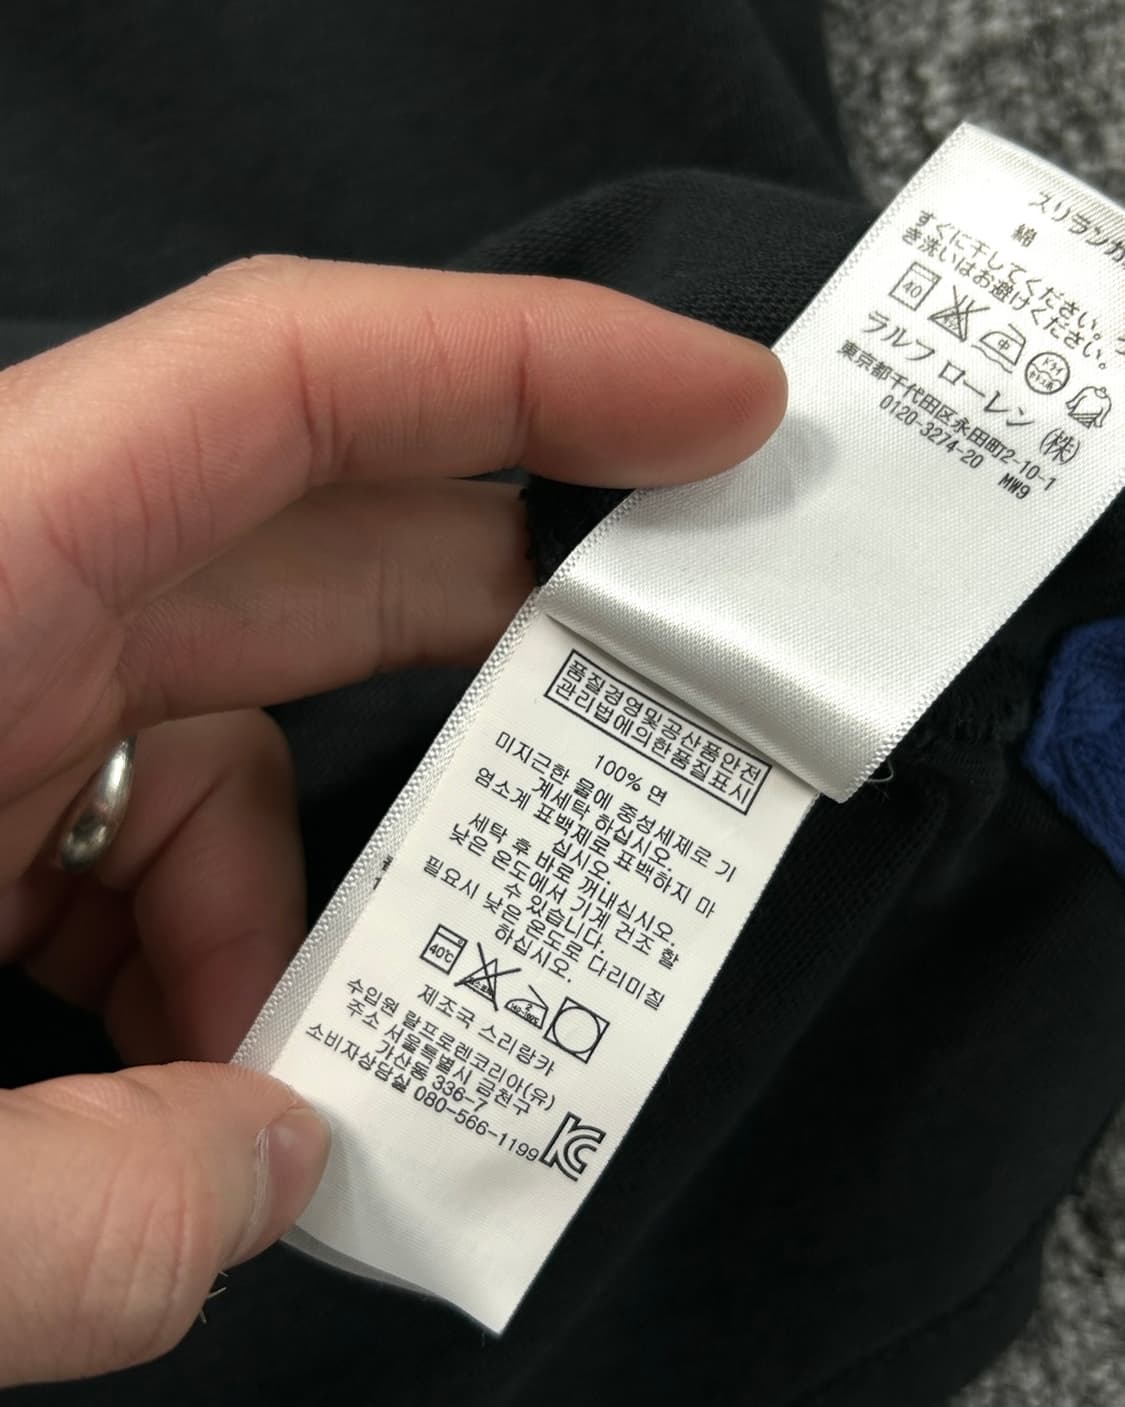 スリランカ
綿
すぐに干してください。つ
き洗いはお避けください。
40
中
ドライ
セキユ系
ラルフ ローレン (株)
東京都千代田区永田町2-10-1
0120-3274-20
MW9
품질경영및공산품안전
관리법에의한품질표시
100% 면
미지근한 물에 중성세제로 기
계세탁 하십시오.
염소계 표백제로 표백하지 마
십시오.
세탁 후 바로 꺼내십시오.
낮은 온도에서 기계 건조 할
수 있습니다.
필요시 낮은 온도로 다리미질
하십시오.
40℃
제조국 스리랑카
수입원 랄프로렌코리아(유)
주소 서울특별시 금천구
가산동 336-7
소비자상담실 080-566-1199